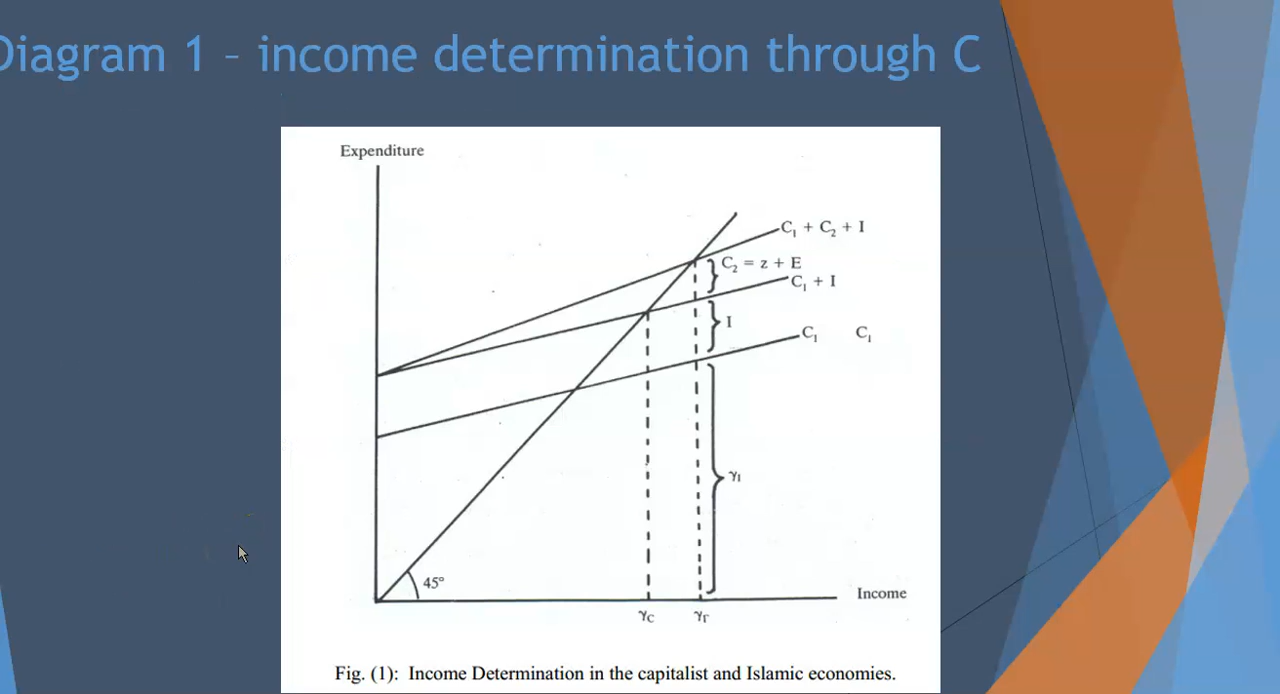 Diagram 1 – income determination through C
Expenditure
C₁ + C₂ + I
C₂ = z + E
C₁ + I
I
C₁ C₁
Y₁
45°
Income
Yc Yr
Fig. (1): Income Determination in the capitalist and Islamic economies.